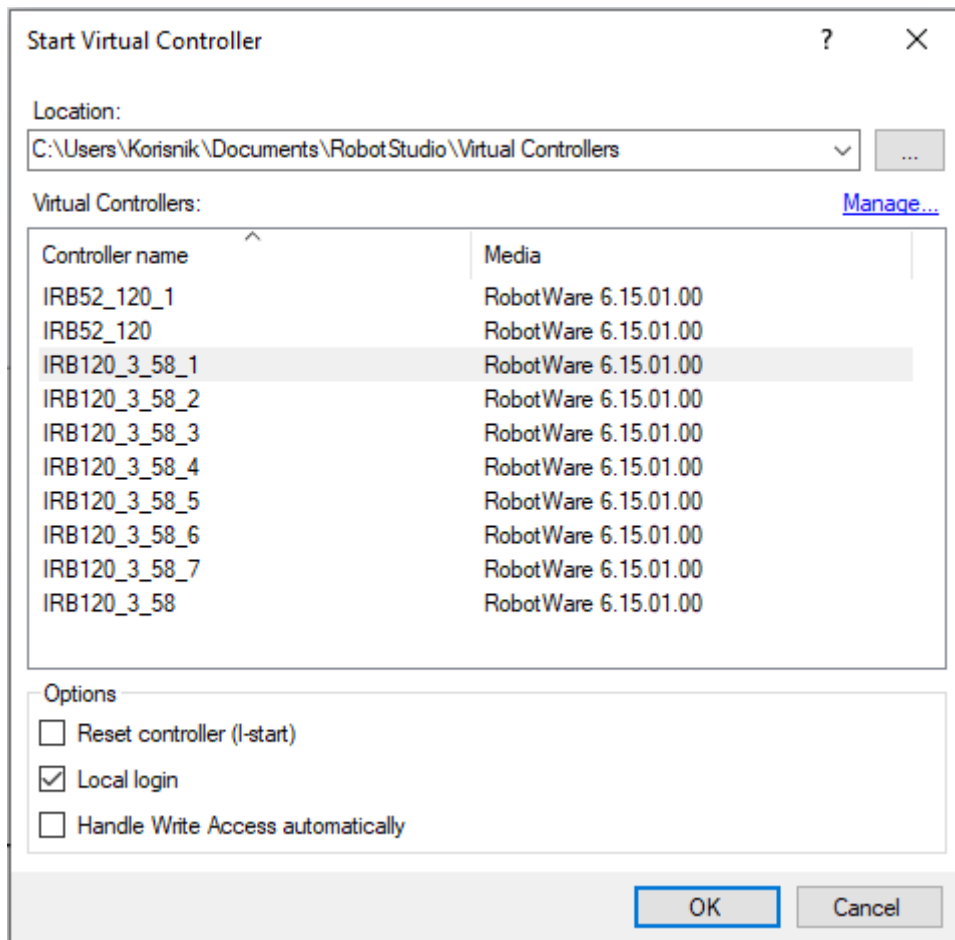 Start Virtual Controller ?
Location:
C:\Users\Korisnik\Documents\RobotStudio\Virtual Controllers ...
Virtual Controllers: Manage...
Controller name Media
IRB52_120_1 RobotWare 6.15.01.00
IRB52_120 RobotWare 6.15.01.00
IRB120_3_58_1 RobotWare 6.15.01.00
IRB120_3_58_2 RobotWare 6.15.01.00
IRB120_3_58_3 RobotWare 6.15.01.00
IRB120_3_58_4 RobotWare 6.15.01.00
IRB120_3_58_5 RobotWare 6.15.01.00
IRB120_3_58_6 RobotWare 6.15.01.00
IRB120_3_58_7 RobotWare 6.15.01.00
IRB120_3_58 RobotWare 6.15.01.00
Options
Reset controller (I-start)
Local login
Handle Write Access automatically
OK Cancel